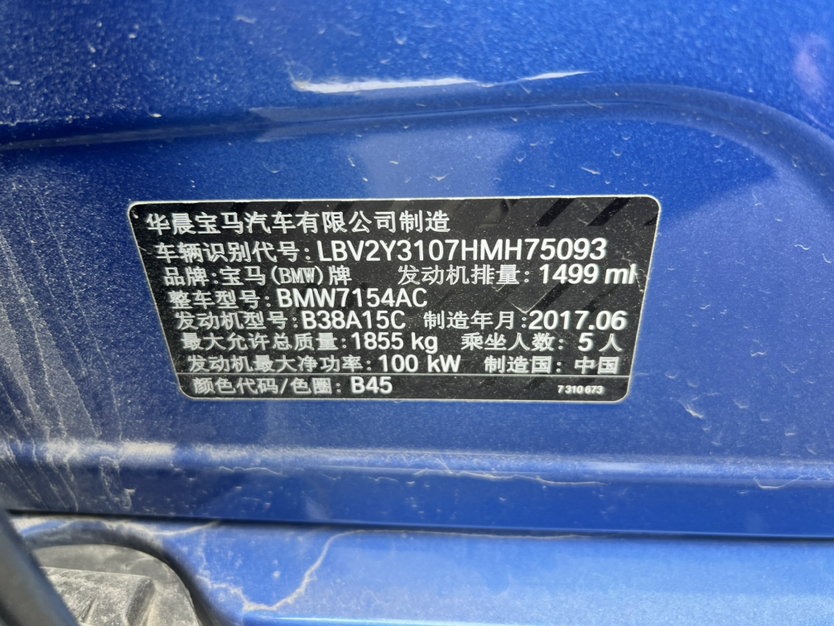 华晨宝马汽车有限公司制造
车辆识别代号: LBV2Y3107HMH75093
品牌:宝马(BMW)牌 发动机排量: 1499 ml
整车型号: BMW7154AC
发动机型号: B38A15C 制造年月: 2017.06
最大允许总质量: 1855 kg 乘坐人数: 5 人
发动机最大净功率: 100 kW 制造国: 中国
颜色代码/色圈: B45 7 310 673